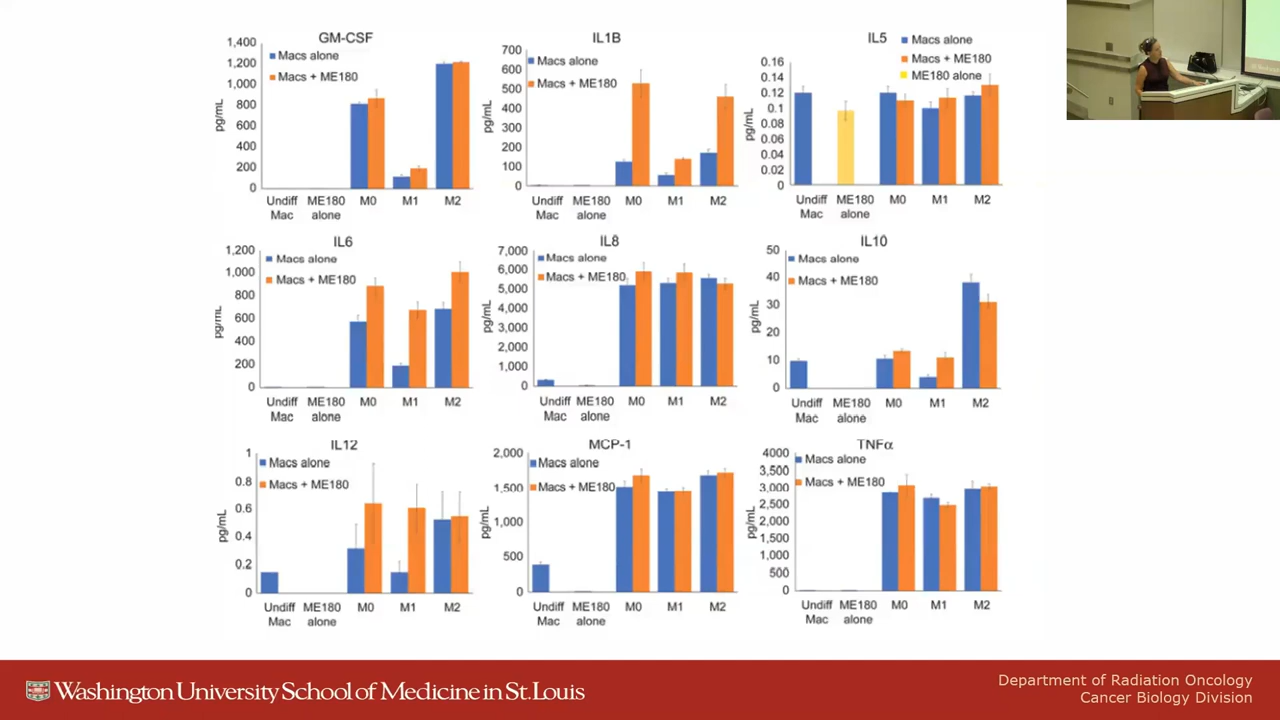 GM-CSF
1,400
1,200
1,000
800
600
400
200
0
pg/mL
Macs alone
Macs + ME180
Undiff Mac
ME180 alone
M0
M1
M2
IL1B
700
600
500
400
300
200
100
0
pg/mL
Macs alone
Macs + ME180
Undiff Mac
ME180 alone
M0
M1
M2
IL5
0.16
0.14
0.12
0.1
0.08
0.06
0.04
0.02
0
pg/mL
Macs alone
Macs + ME180
ME180 alone
Undiff Mac
ME180 alone
M0
M1
M2
IL6
1,200
1,000
800
600
400
200
0
pg/mL
Macs alone
Macs + ME180
Undiff Mac
ME180 alone
M0
M1
M2
IL8
7,000
6,000
5,000
4,000
3,000
2,000
1,000
0
pg/mL
Macs alone
Macs + ME180
Undiff Mac
ME180 alone
M0
M1
M2
IL10
50
40
30
20
10
0
pg/mL
Macs alone
Macs + ME180
Undiff Mac
ME180 alone
M0
M1
M2
IL12
1
0.8
0.6
0.4
0.2
0
pg/mL
Macs alone
Macs + ME180
Undiff Mac
ME180 alone
M0
M1
M2
MCP-1
2,000
1,500
1,000
500
0
pg/mL
Macs alone
Macs + ME180
Undiff Mac
ME180 alone
M0
M1
M2
TNFα
4000
3,500
3,000
2,500
2,000
1,500
1,000
500
0
pg/mL
Macs alone
Macs + ME180
Undiff Mac
ME180 alone
M0
M1
M2
Washington University School of Medicine in St. Louis
Department of Radiation Oncology
Cancer Biology Division